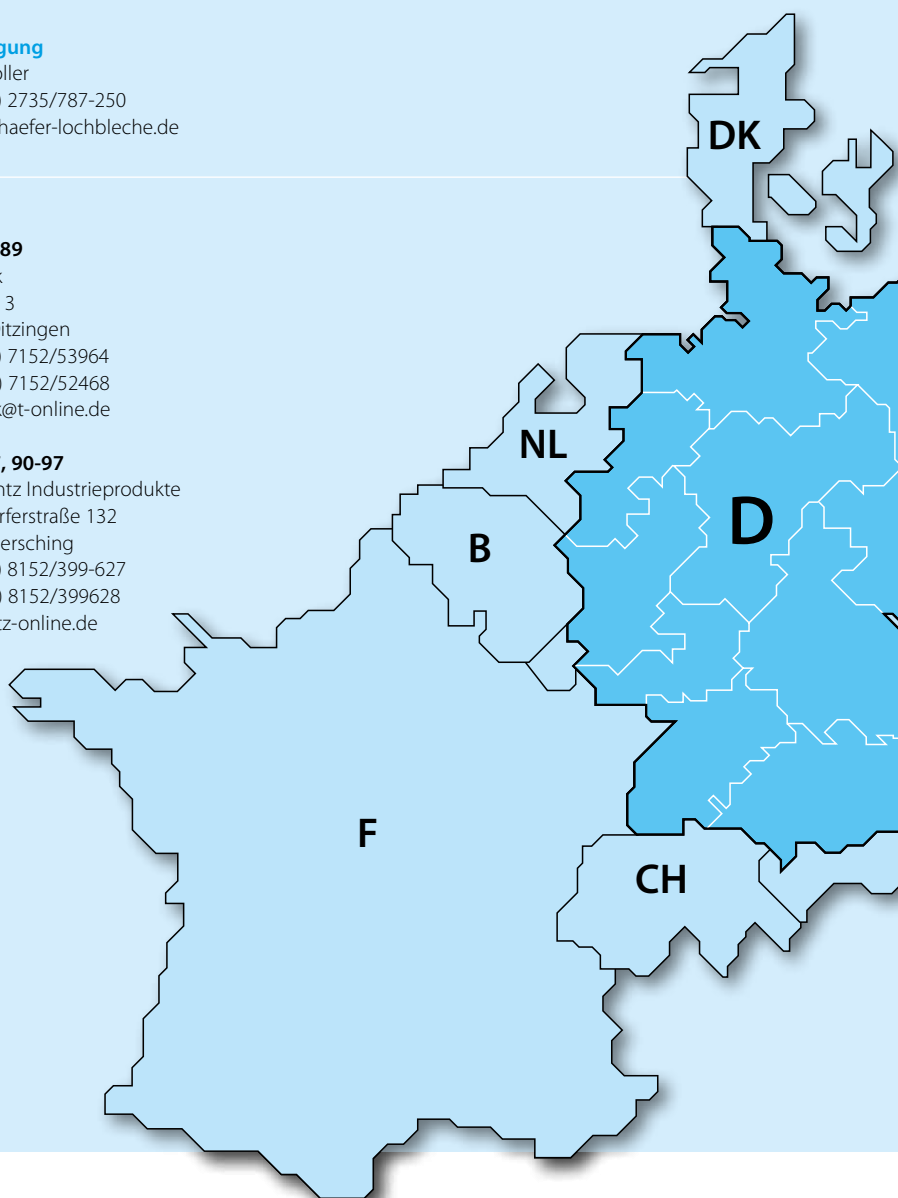 gung
oller
) 2735/787-250
haefer-lochbleche.de
89
k
3
itzingen
) 7152/53964
) 7152/52468
k@t-online.de
, 90-97
ntz Industrieprodukte
rferstraße 132
ersching
) 8152/399-627
) 8152/399628
tz-online.de
DK
NL
D
B
F
CH